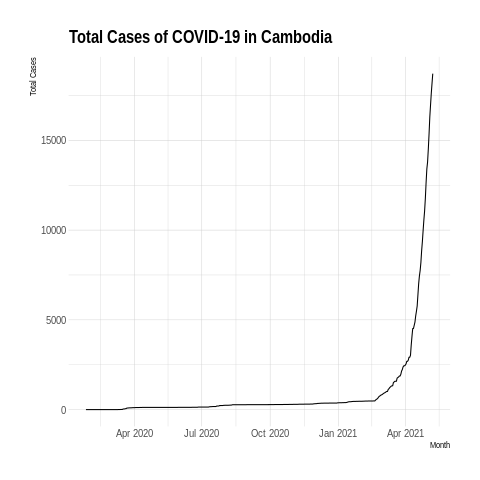 Total Cases of COVID-19 in Cambodia
Total Cases
15000
10000
5000
0
Apr 2020 Jul 2020 Oct 2020 Jan 2021 Apr 2021
Month